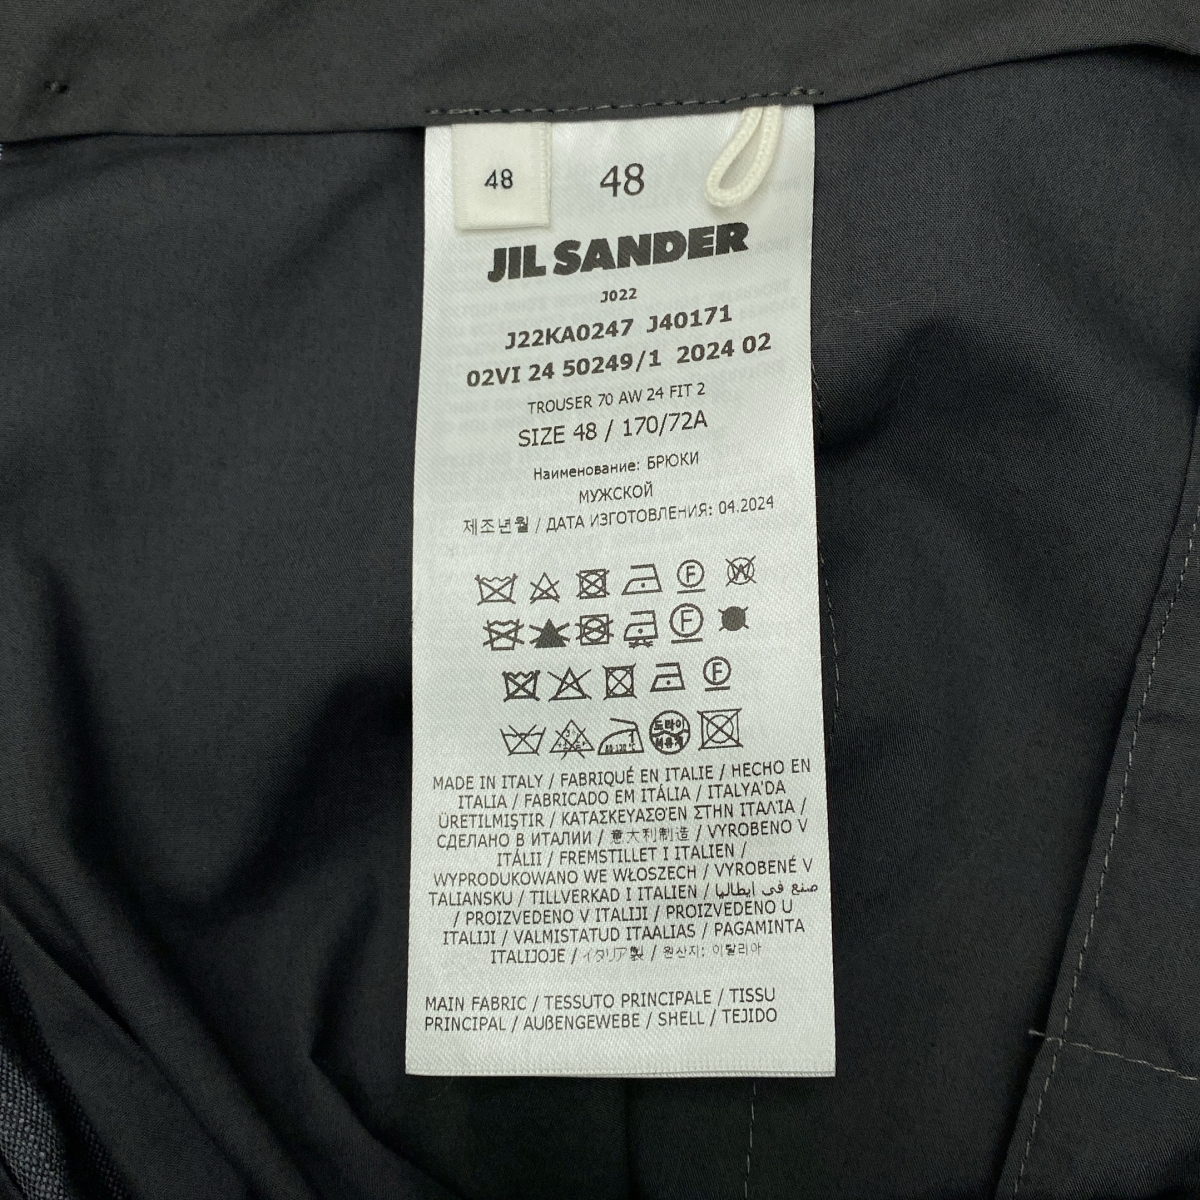 48 48
JIL SANDER
J022
J22KA0247 J40171
02VI 24 50249/1 2024 02
TROUSER 70 AW 24 FIT 2
SIZE 48 / 170/72A
Наименование: БРЮКИ
МУЖСКОЙ
제조년월 / ДАТА ИЗГОТОВЛЕНИЯ: 04.2024
F W
F
F
드라이
MADE IN ITALY / FABRIQUÉ EN ITALIE / HECHO EN
ITALIA / FABRICADO EM ITÁLIA / ITALYA'DA
ÜRETILMIŞTIR / ΚΑΤΑΣΚΕΥΑΣΘΈΝ ΣΤΗΝ ΙΤΑΛΊΑ /
СДЕЛАНО В ИТАЛИИ / 意大利制造 / VYROBENO V
ITÁLII / FREMSTILLET I ITALIEN /
WYPRODUKOWANO WE WŁOSZECH / VYROBENÉ V
TALIANSKU / TILLVERKAD I ITALIEN / صنع في ايطاليا
/ PROIZVEDENO V ITALIJI / PROIZVEDENO U
ITALIJI / VALMISTATUD ITAALIAS / PAGAMINTA
ITALIJOJE / イタリア製 / 원산지: 이탈리아
MAIN FABRIC / TESSUTO PRINCIPALE / TISSU
PRINCIPAL / AUßENGEWEBE / SHELL / TEJIDO